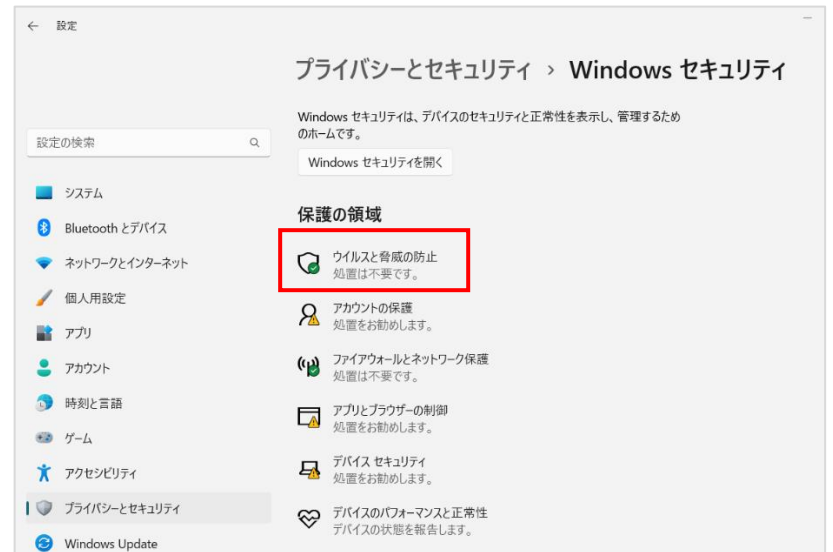 ← 設定
プライバシーとセキュリティ › Windows セキュリティ
Windows セキュリティは、デバイスのセキュリティと正常性を表示し、管理するため
のホームです。
設定の検索
Windows セキュリティを開く
システム
Bluetooth とデバイス
ネットワークとインターネット
個人用設定
アプリ
アカウント
時刻と言語
ゲーム
アクセシビリティ
プライバシーとセキュリティ
Windows Update
保護の領域
ウイルスと脅威の防止
処置は不要です。
アカウントの保護
処置をお勧めします。
ファイアウォールとネットワーク保護
処置は不要です。
アプリとブラウザーの制御
処置をお勧めします。
デバイス セキュリティ
処置をお勧めします。
デバイスのパフォーマンスと正常性
デバイスの状態を報告します。